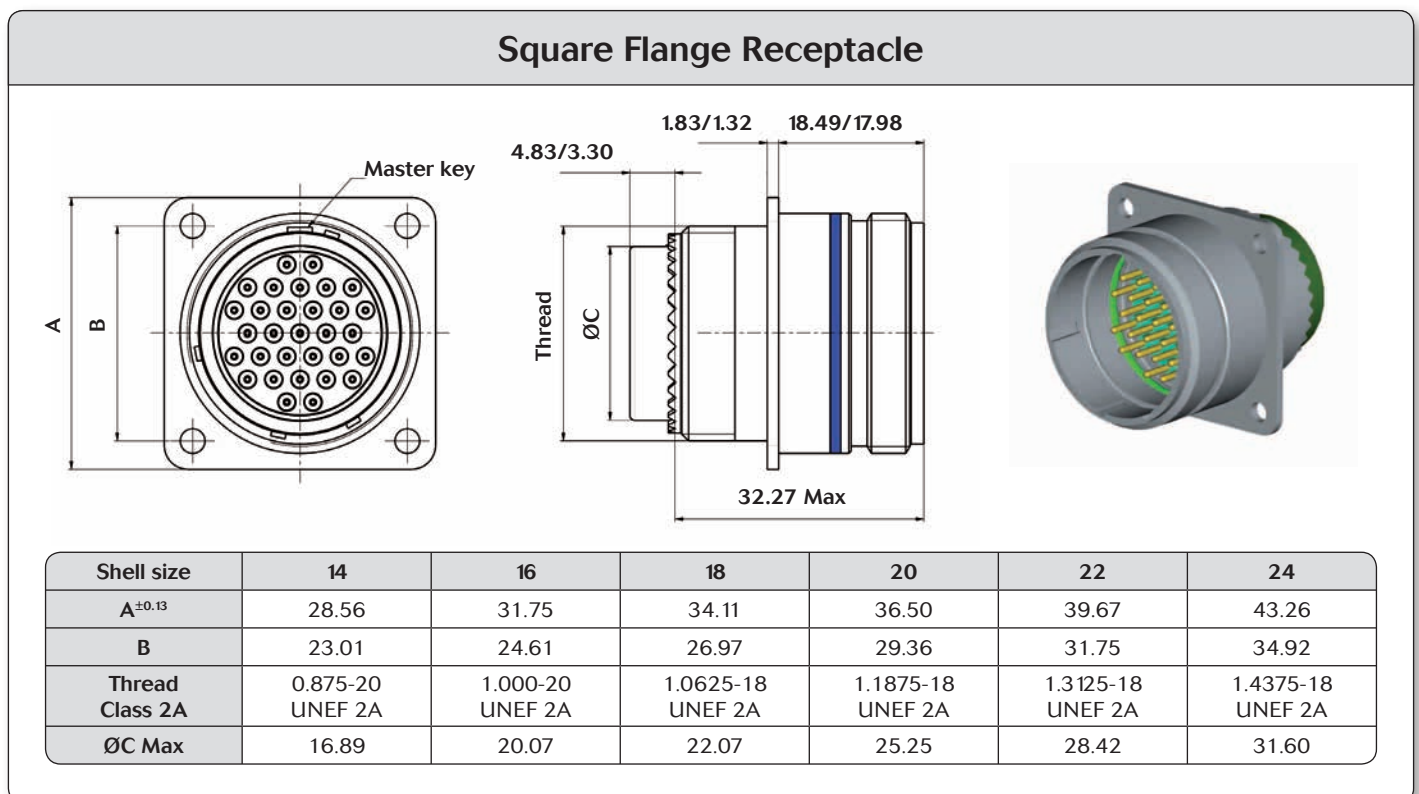 Square Flange Receptacle
1.83/1.32 18.49/17.98
4.83/3.30
Master key
A
B
Thread
ØC
32.27 Max
Shell size 14 16 18 20 22 24
A±0.13 28.56 31.75 34.11 36.50 39.67 43.26
B 23.01 24.61 26.97 29.36 31.75 34.92
Thread 0.875-20 1.000-20 1.0625-18 1.1875-18 1.3125-18 1.4375-18
Class 2A UNEF 2A UNEF 2A UNEF 2A UNEF 2A UNEF 2A UNEF 2A
ØC Max 16.89 20.07 22.07 25.25 28.42 31.60